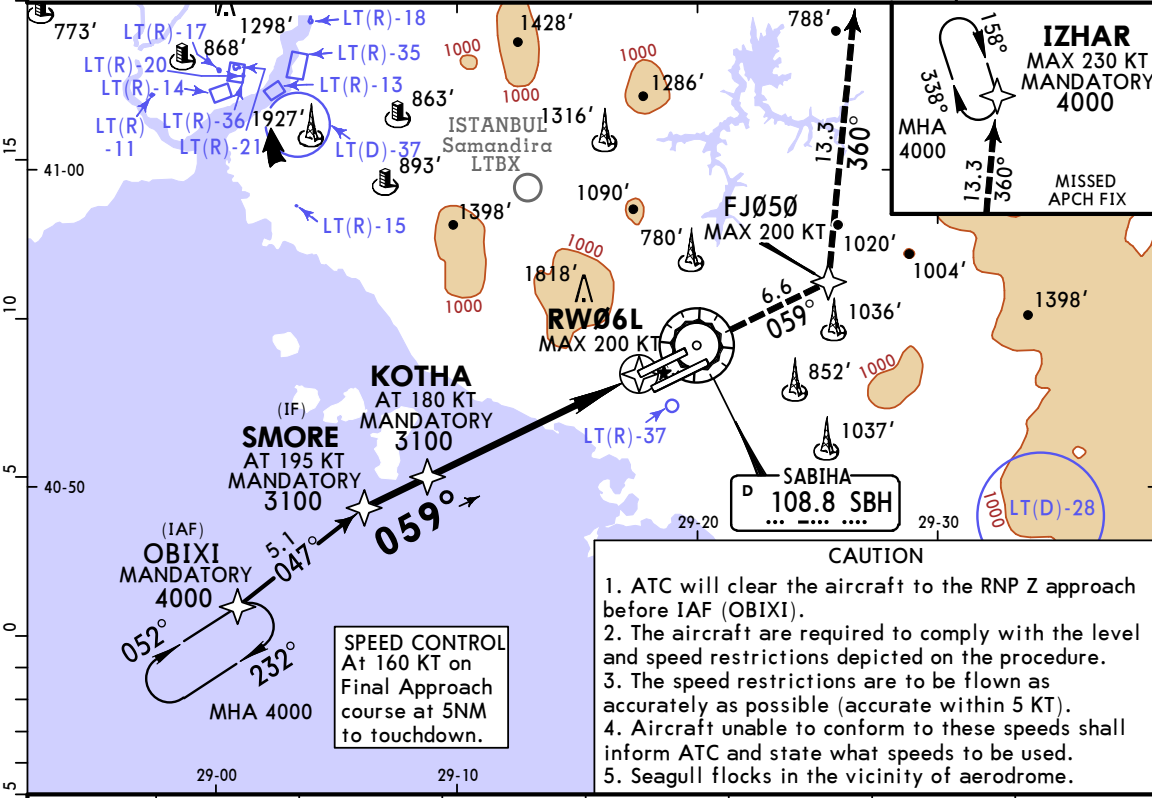 773'
LT(R)-17
868'
1298'
LT(R)-18
LT(R)-20
LT(R)-35
LT(R)-14
LT(R)-13
LT(R)
-11
LT(R)-36
LT(R)-21
1927'
LT(D)-37
863'
893'
LT(R)-15
1428'
1000
1000
1000
1286'
1316'
ISTANBUL
Samandira
LTBX
788'
13.3
360°
158°
338°
IZHAR
MAX 230 KT
MANDATORY
4000
MHA
4000
13.3
360°
MISSED
APCH FIX
15
41-00
1398'
1000
1090'
780'
FJØ5Ø
MAX 200 KT
1020'
1004'
1000
1818'
10
RWØ6L
MAX 200 KT
6.6
059°
1036'
1398'
852'
1000
1037'
LT(R)-37
KOTHA
AT 180 KT
MANDATORY
3100
(IF)
SMORE
AT 195 KT
MANDATORY
3100
5
40-50
059°
SABIHA
D
108.8 SBH
29-20
29-30
1000
LT(D)-28
(IAF)
OBIXI
MANDATORY
4000
5.1
047°
0
052°
232°
MHA 4000
SPEED CONTROL
At 160 KT on
Final Approach
course at 5NM
to touchdown.
CAUTION
1. ATC will clear the aircraft to the RNP Z approach
before IAF (OBIXI).
2. The aircraft are required to comply with the level
and speed restrictions depicted on the procedure.
3. The speed restrictions are to be flown as
accurately as possible (accurate within 5 KT).
4. Aircraft unable to conform to these speeds shall
inform ATC and state what speeds to be used.
5. Seagull flocks in the vicinity of aerodrome.
5
29-00
29-10